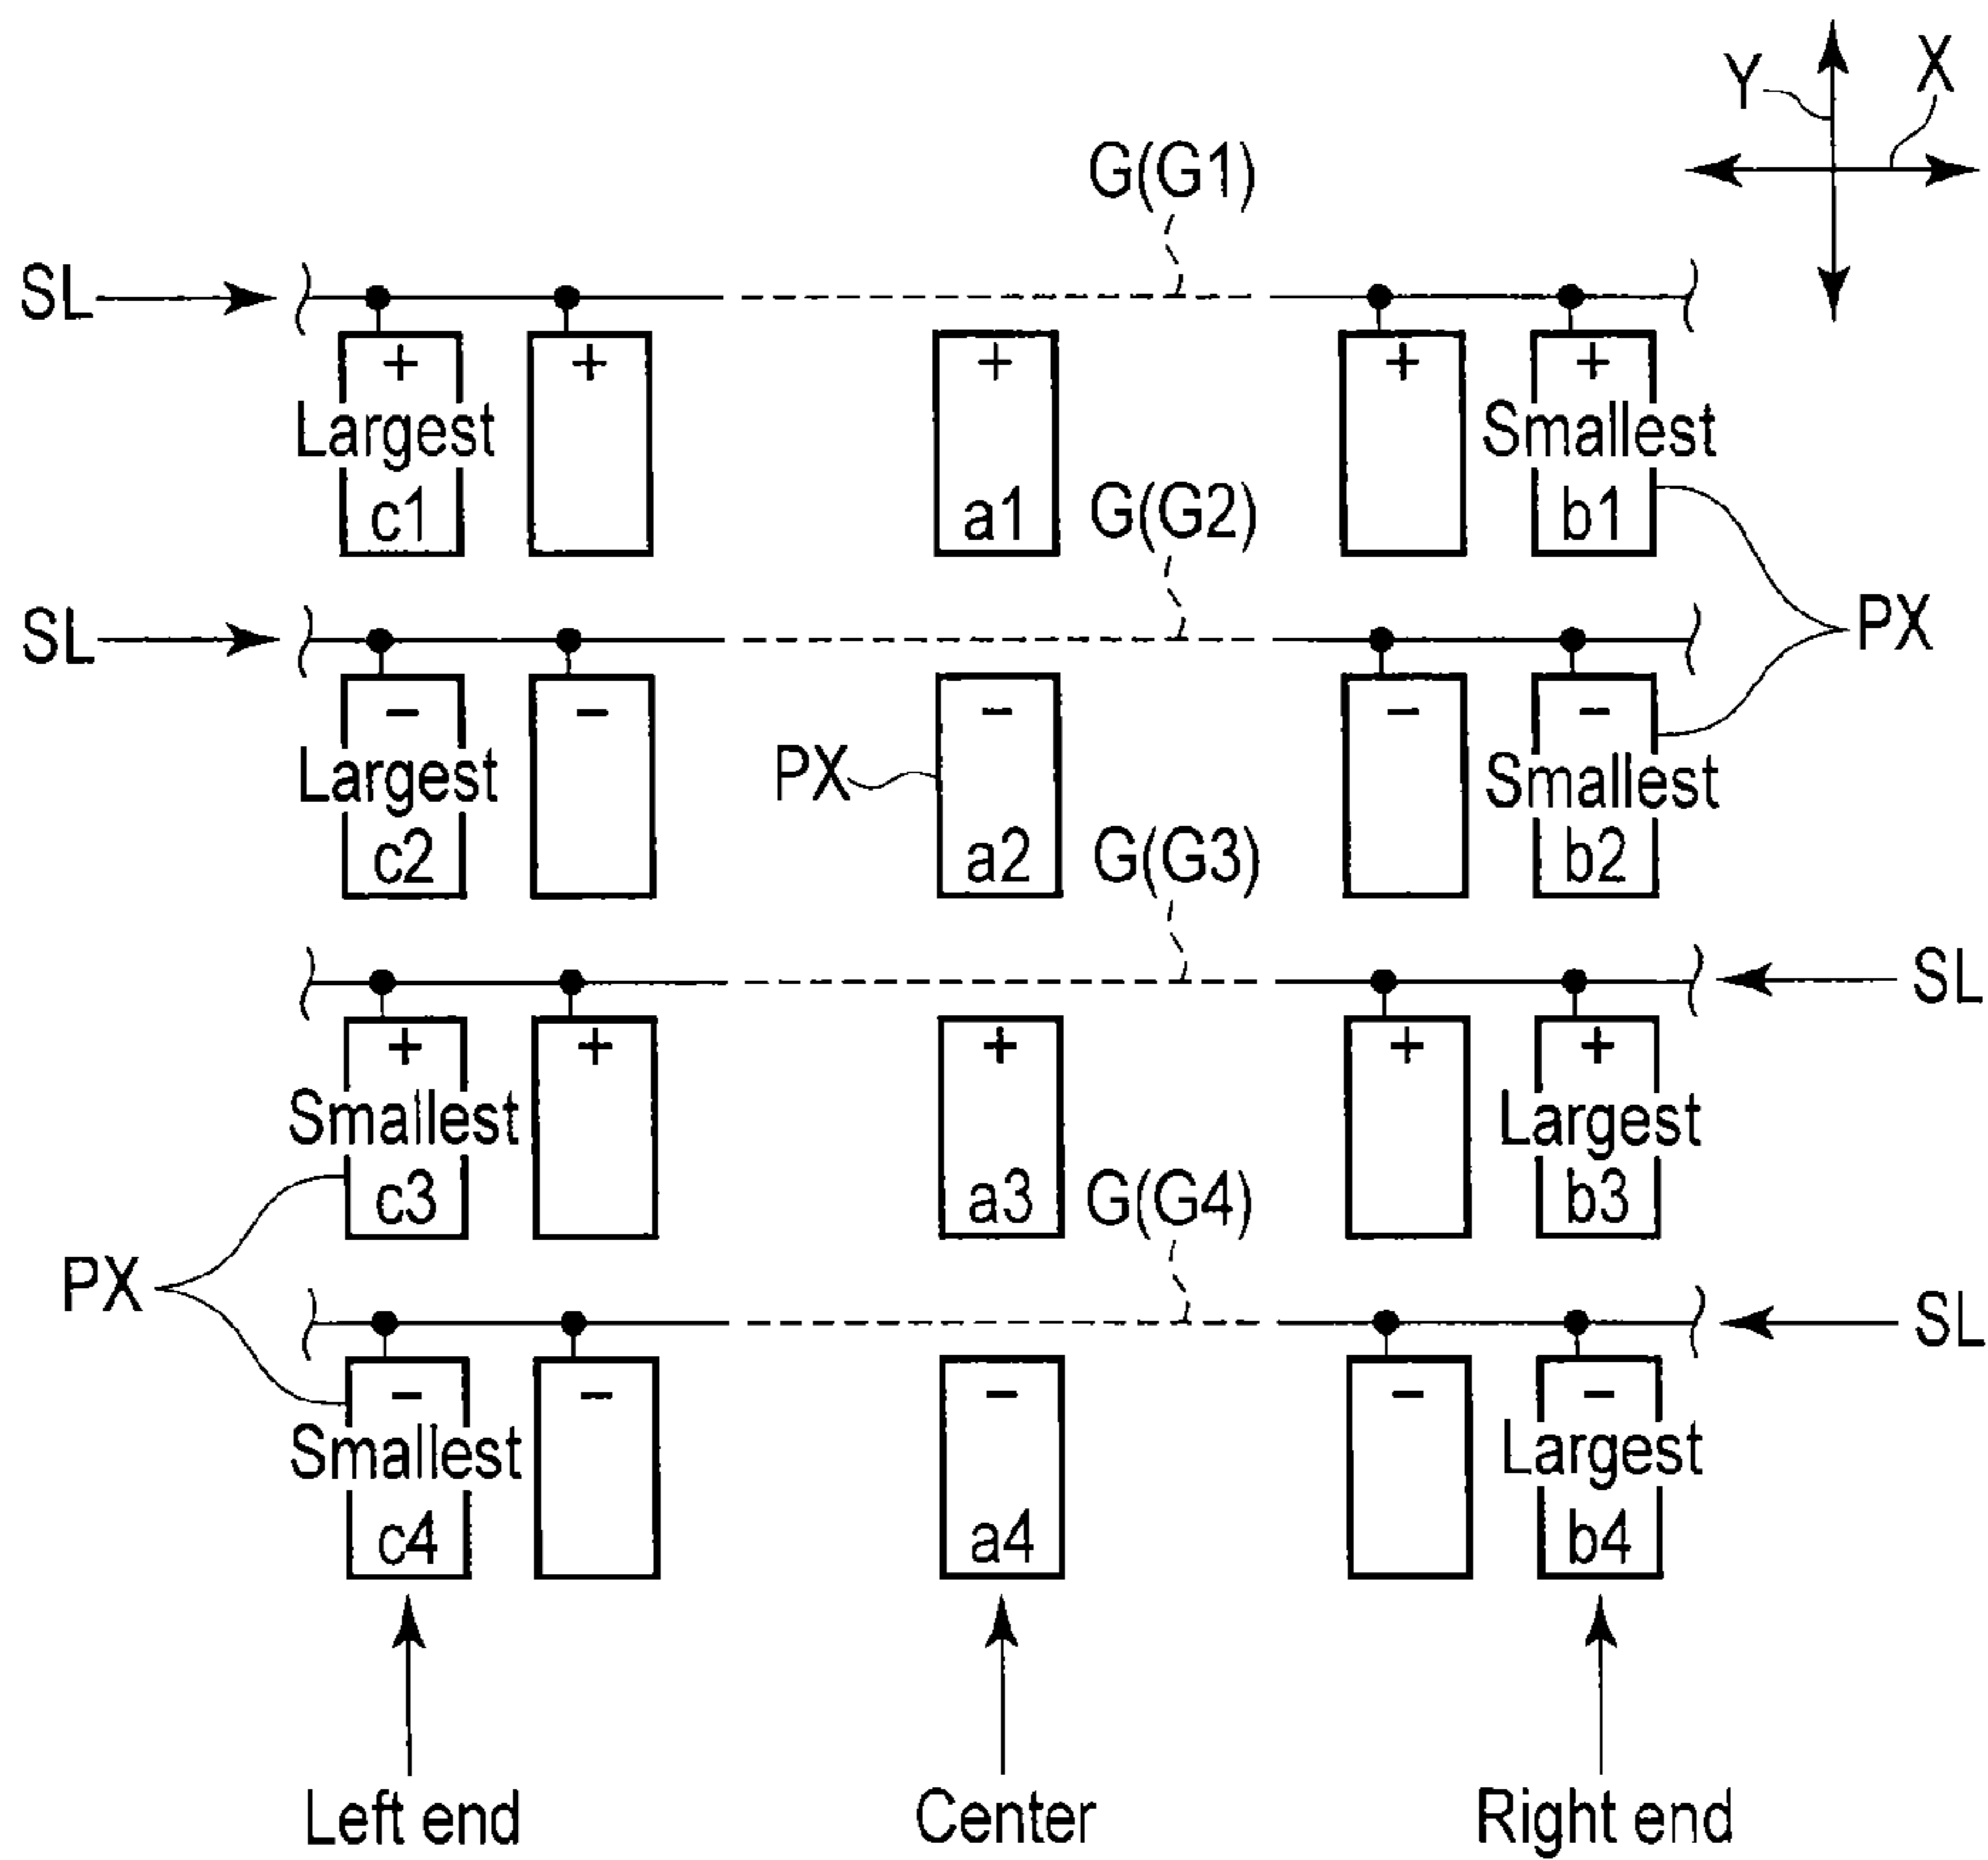 Y X
G(G1)
SL
+ + + + +
Largest Smallest
c1 a1 b1
G(G2)
SL PX
- - - - -
Largest PX Smallest
c2 a2 b2
G(G3)
SL
+ + + + +
Smallest Largest
c3 a3 b3
G(G4)
PX
SL
- - - - -
Smallest Largest
c4 a4 b4
Left end Center Right end